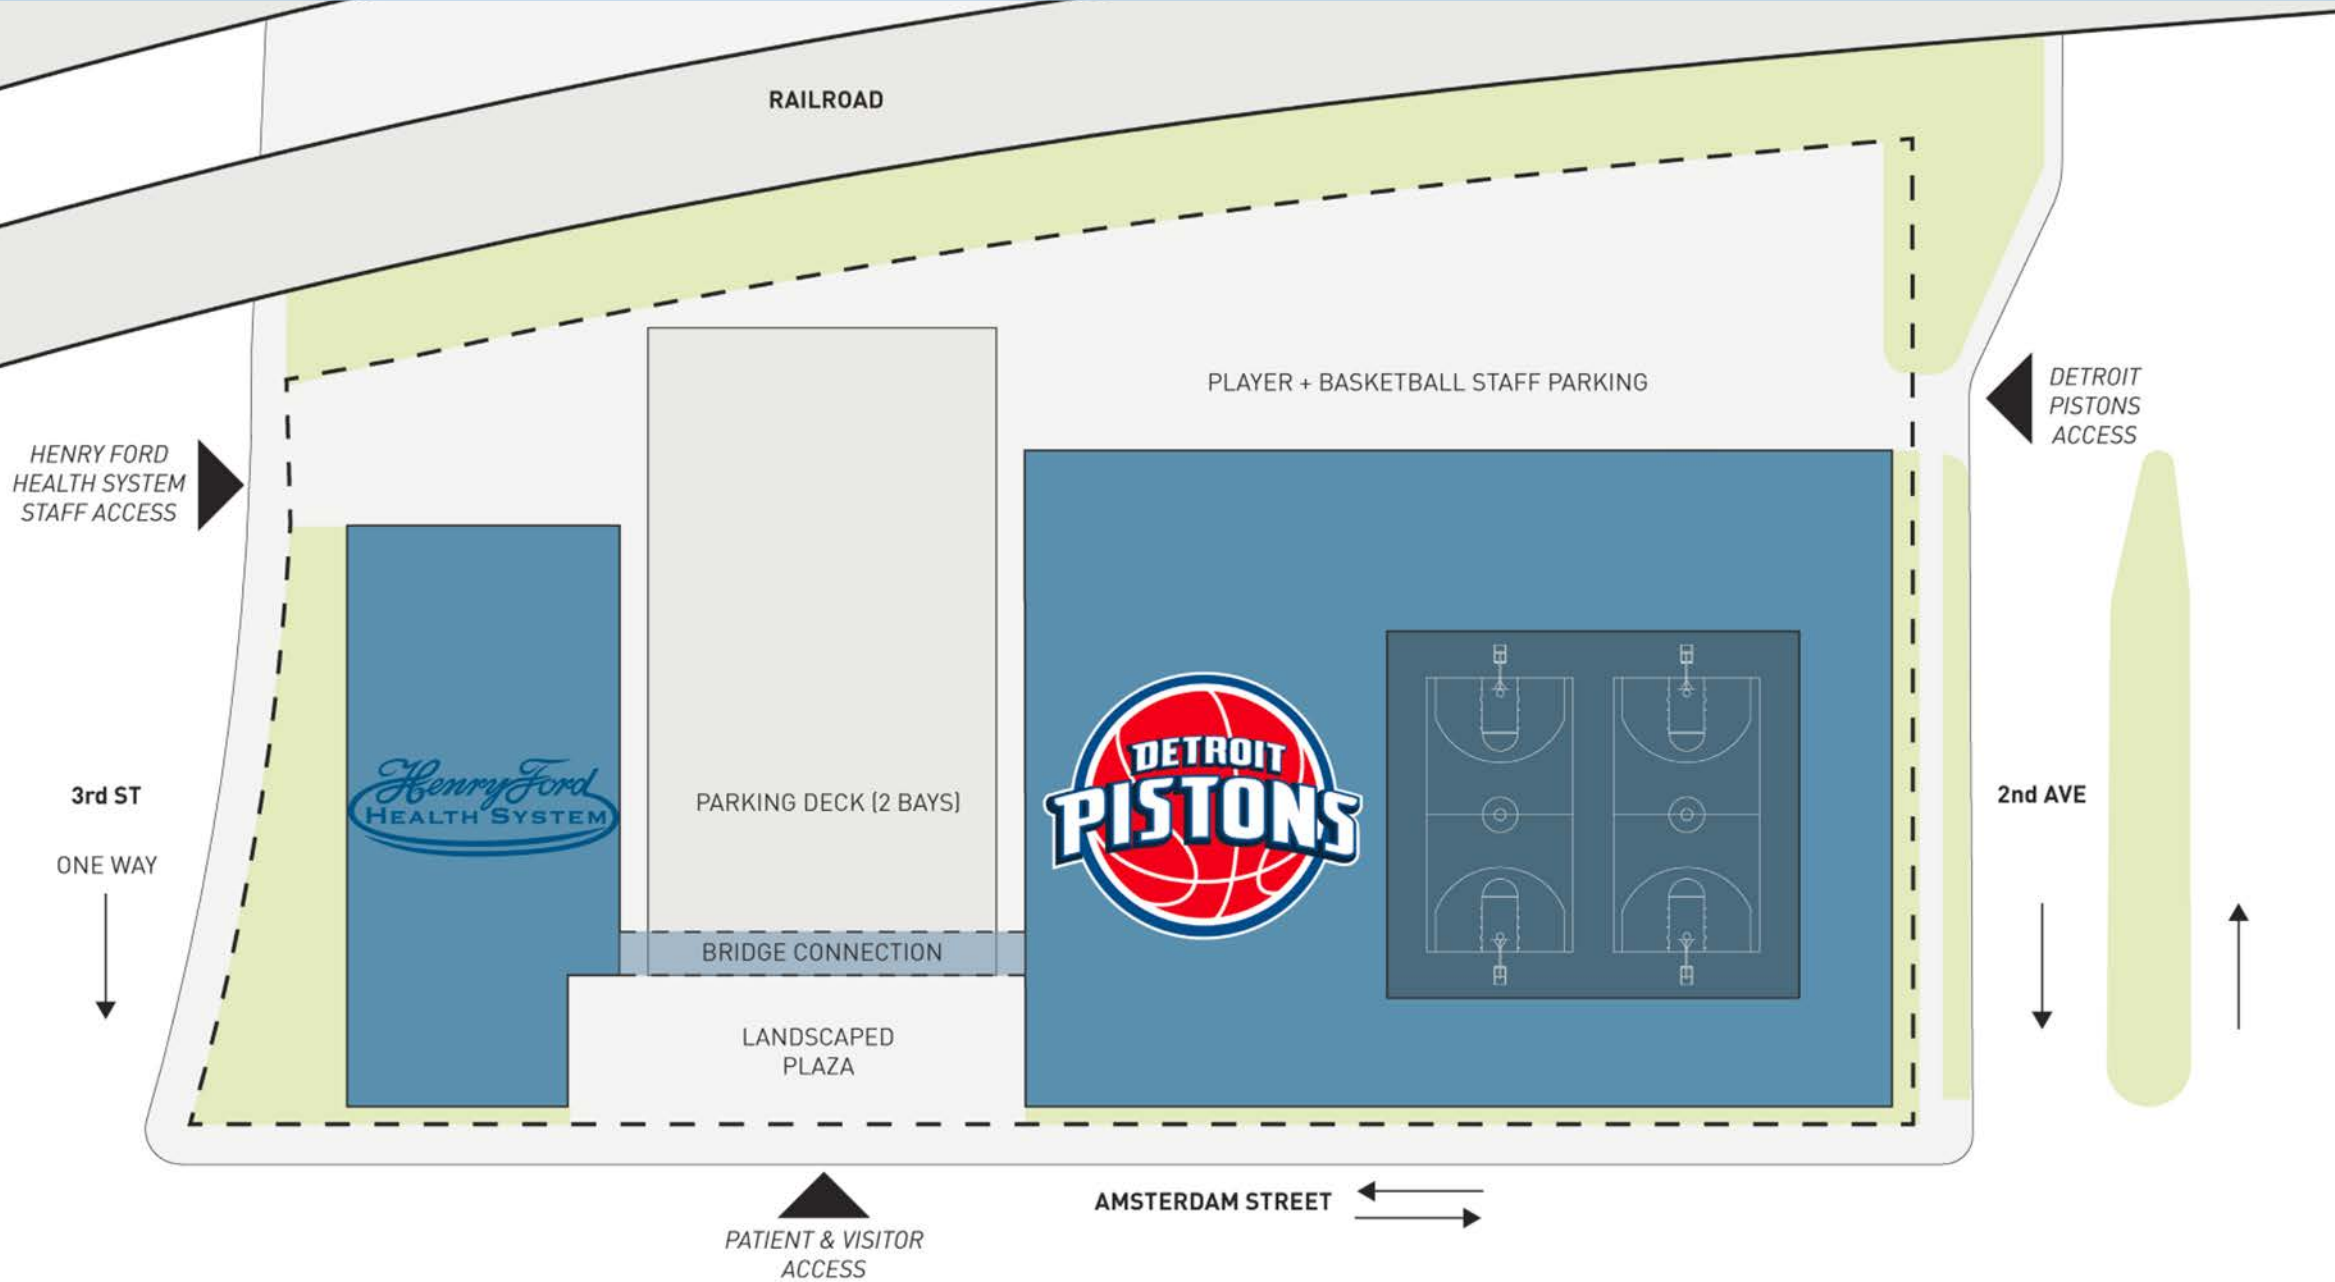 RAILROAD
PLAYER + BASKETBALL STAFF PARKING
DETROIT
PISTONS
ACCESS
HENRY FORD
HEALTH SYSTEM
STAFF ACCESS
3rd ST
ONE WAY
Henry Ford
HEALTH SYSTEM
PARKING DECK (2 BAYS)
DETROIT
PISTONS
2nd AVE
BRIDGE CONNECTION
LANDSCAPED
PLAZA
AMSTERDAM STREET
PATIENT & VISITOR
ACCESS